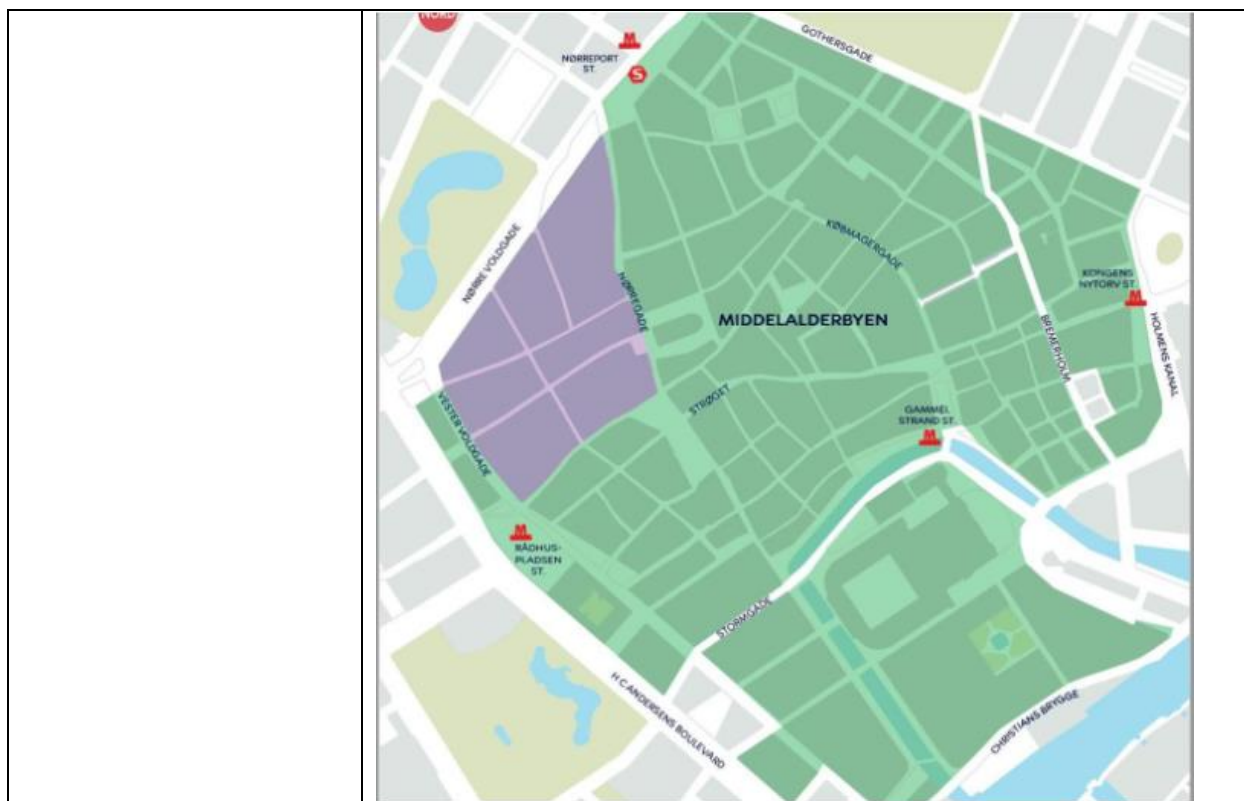 NORD
GOTHERSGADE
M
NØRREPORT
ST.
S
NØRRE VOLDGADE
KØBMAGERGADE
NØRREGADE
KONGENS
NYTORV ST.
M
MIDDELALDERBYEN
BREMERHOLM
HOLMENS KANAL
STRØGET
VESTER VOLDGADE
GAMMEL
STRAND ST.
M
M
RÅDHUS-
PLADSEN
ST.
STORMGADE
H C ANDERSENS BOULEVARD
CHRISTIANS BRYGGE